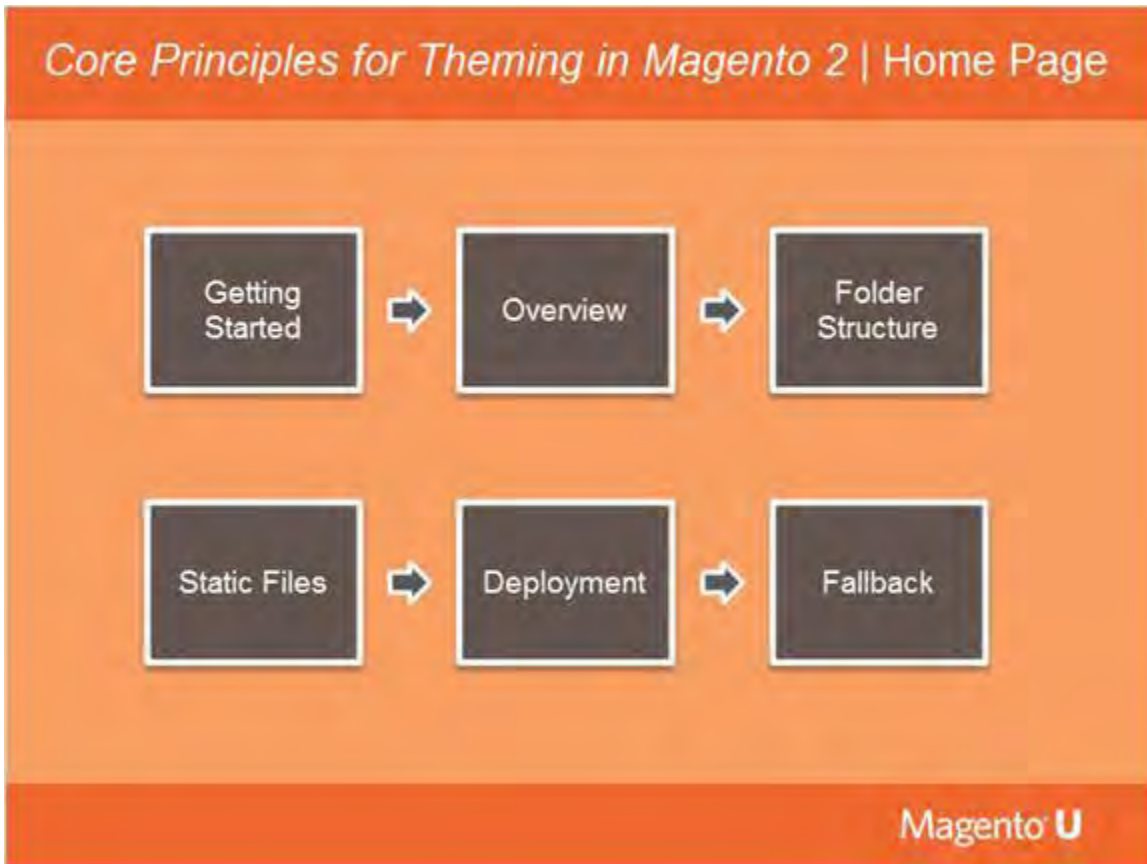 Core Principles for Theming in Magento 2 | Home Page
Getting
Started
Overview
Folder
Structure
Static Files
Deployment
Fallback
Magento U